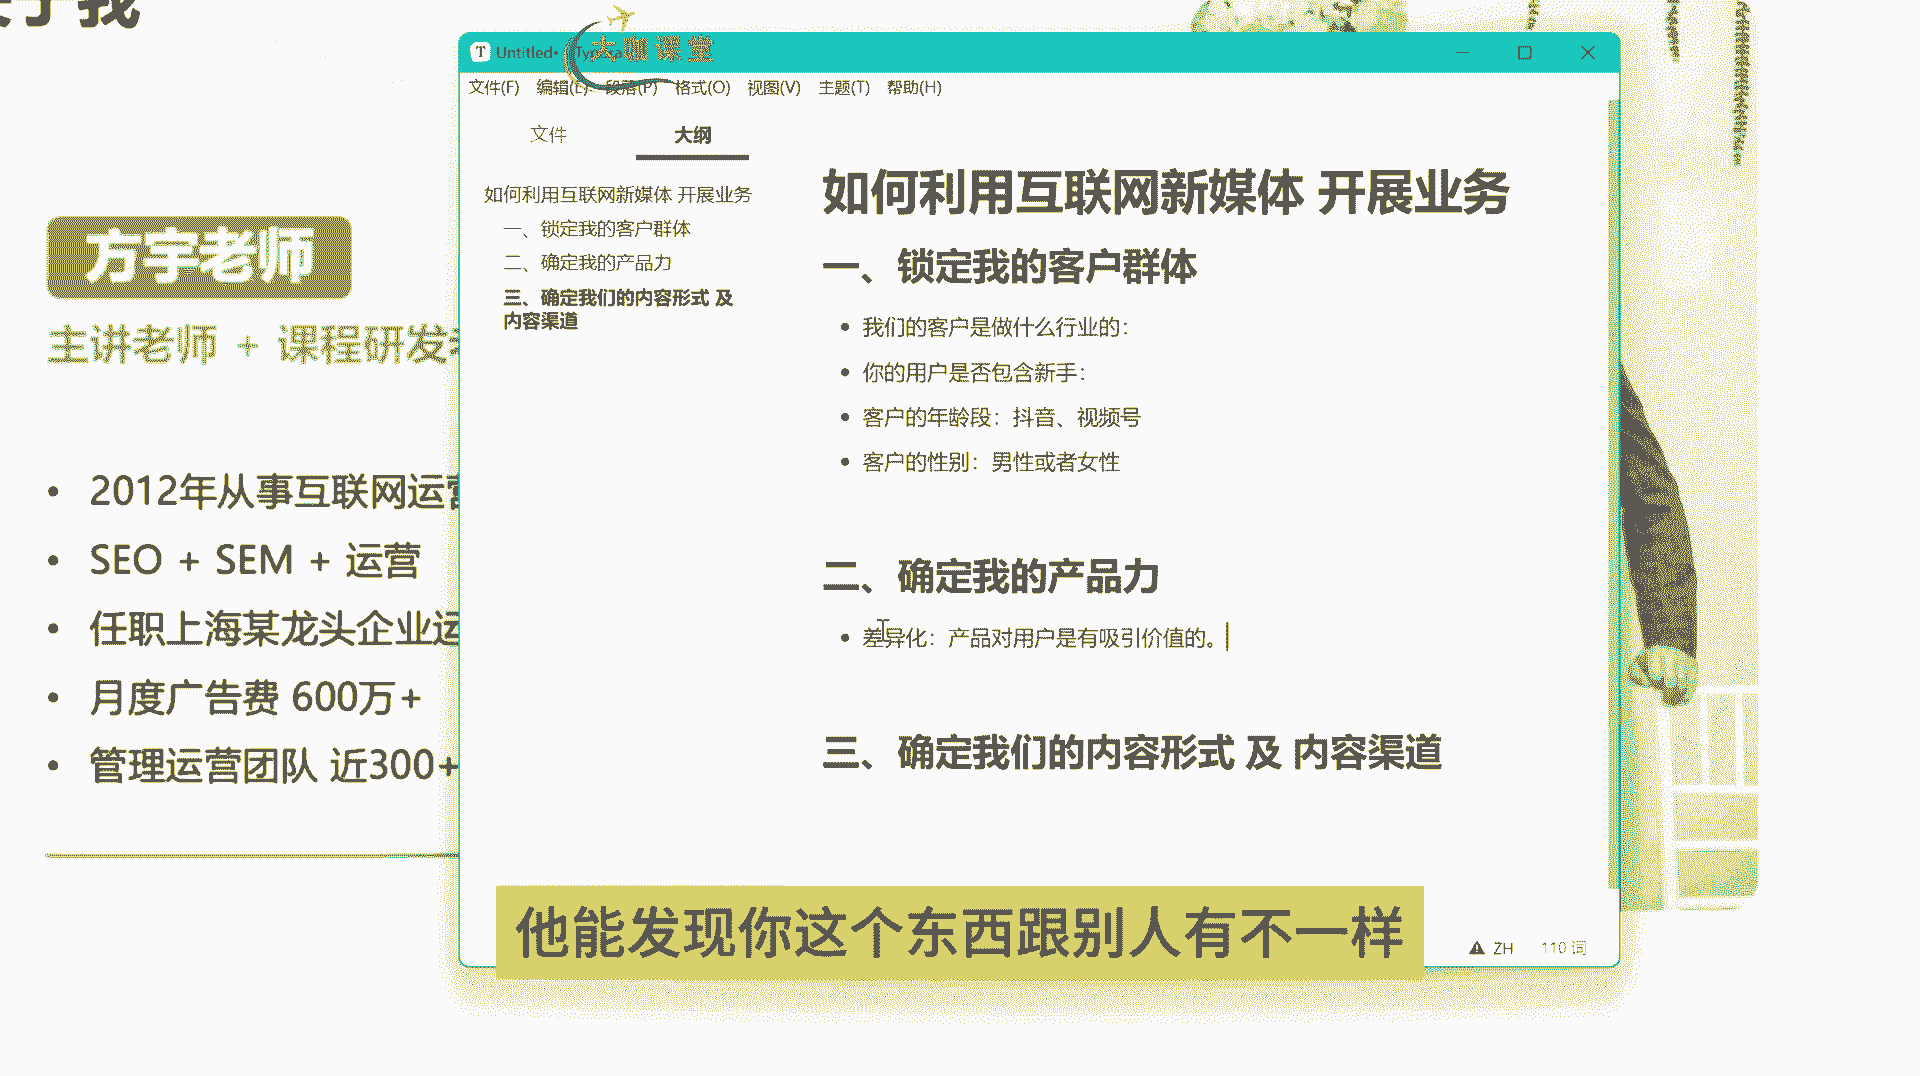 方宇老师
主讲老师 + 课程研发
2012年从事互联网运营
SEO + SEM + 运营
任职上海某龙头企业运
月度广告费 600万+
管理运营团队 近300+
Untitled•
大咖课堂
文件(F) 编辑(E) 段落(P) 格式(O) 视图(V) 主题(T) 帮助(H)
文件 大纲
如何利用互联网新媒体 开展业务
一、锁定我的客户群体
二、确定我的产品力
三、确定我们的内容形式 及
内容渠道
如何利用互联网新媒体 开展业务
一、锁定我的客户群体
我们的客户是做什么行业的：
你的用户是否包含新手：
客户的年龄段：抖音、视频号
客户的性别：男性或者女性
二、确定我的产品力
差异化：产品对用户是有吸引价值的。
三、确定我们的内容形式 及 内容渠道
ZH 110 词
他能发现你这个东西跟别人有不一样